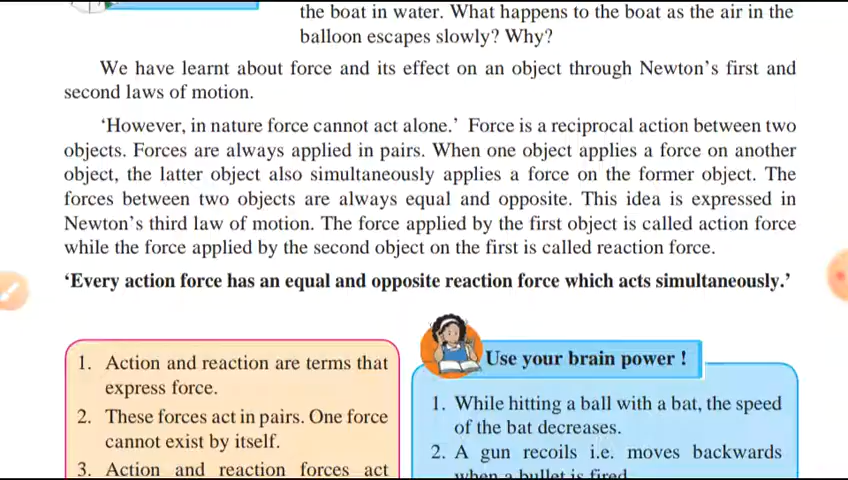 the boat in water. What happens to the boat as the air in the
balloon escapes slowly? Why?
We have learnt about force and its effect on an object through Newton's first and
second laws of motion.
‘However, in nature force cannot act alone.’ Force is a reciprocal action between two
objects. Forces are always applied in pairs. When one object applies a force on another
object, the latter object also simultaneously applies a force on the former object. The
forces between two objects are always equal and opposite. This idea is expressed in
Newton's third law of motion. The force applied by the first object is called action force
while the force applied by the second object on the first is called reaction force.
‘Every action force has an equal and opposite reaction force which acts simultaneously.’
1. Action and reaction are terms that
express force.
2. These forces act in pairs. One force
cannot exist by itself.
3. Action and reaction forces act
Use your brain power !
1. While hitting a ball with a bat, the speed
of the bat decreases.
2. A gun recoils i.e. moves backwards
when a bullet is fired